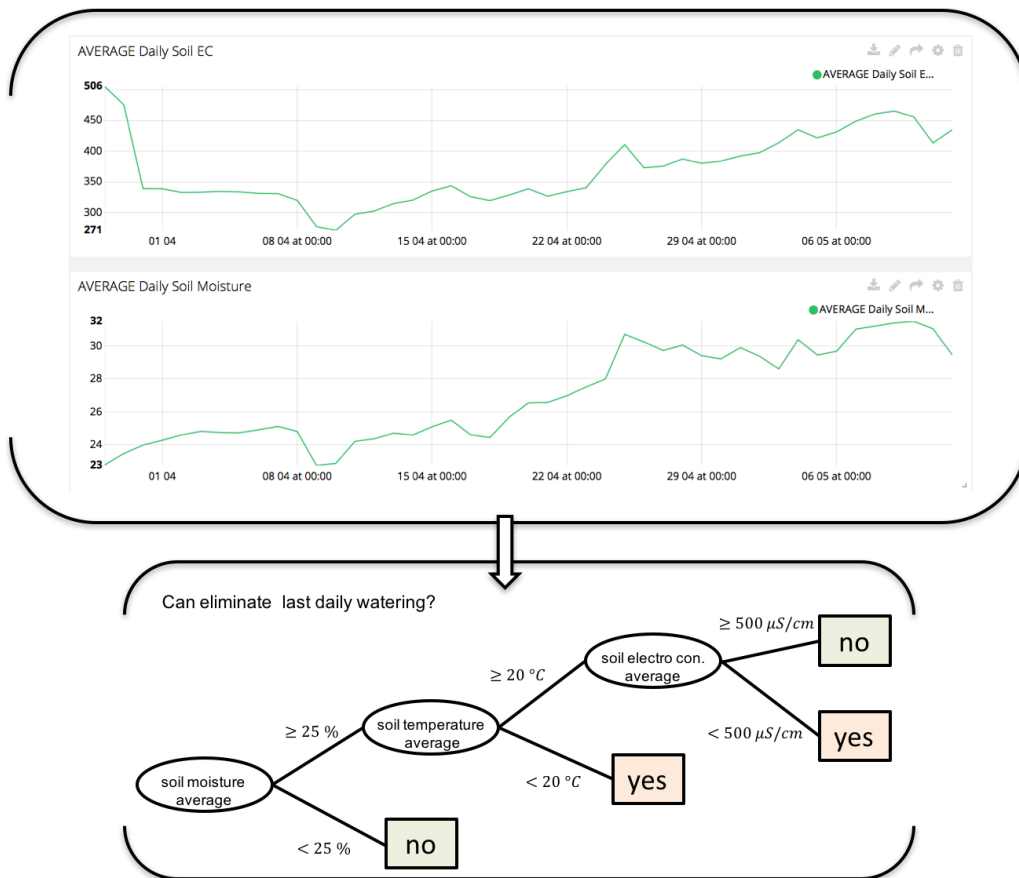 AVERAGE Daily Soil EC
AVERAGE Daily Soil E...
506
450
400
350
300
271
01 04
08 04 at 00:00
15 04 at 00:00
22 04 at 00:00
29 04 at 00:00
06 05 at 00:00
AVERAGE Daily Soil Moisture
AVERAGE Daily Soil M...
32
30
28
26
24
23
01 04
08 04 at 00:00
15 04 at 00:00
22 04 at 00:00
29 04 at 00:00
06 05 at 00:00
Can eliminate last daily watering?
≥ 500 μS/cm
no
soil electro con.
average
≥ 20 °C
< 500 μS/cm
yes
soil temperature
average
≥ 25 %
< 20 °C
yes
soil moisture
average
< 25 %
no